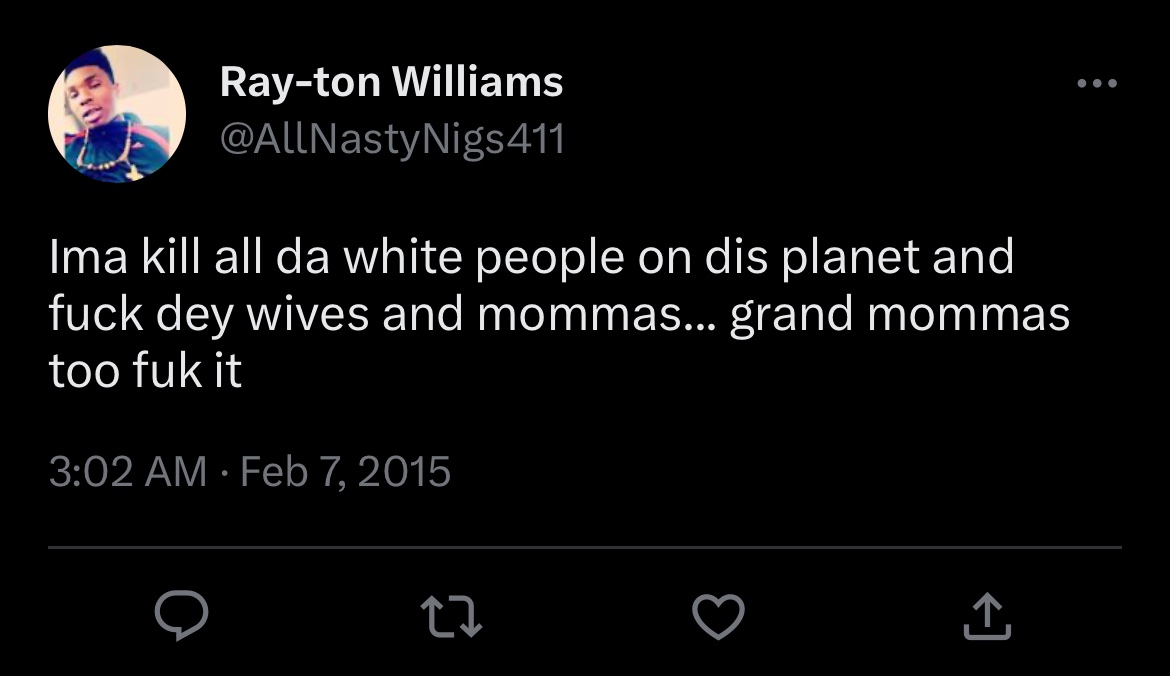 Ray-ton Williams
@AllNastyNigs411
Ima kill all da white people on dis planet and
fuck dey wives and mommas... grand mommas
too fuk it
3:02 AM · Feb 7, 2015